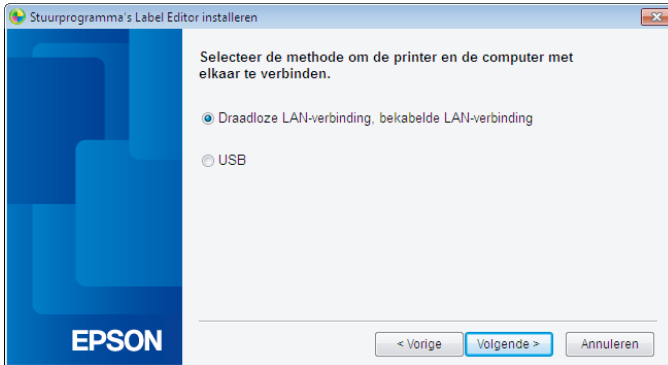 Stuurprogramma's Label Editor installeren
Selecteer de methode om de printer en de computer met
elkaar te verbinden.
Draadloze LAN-verbinding, bekabelde LAN-verbinding
USB
EPSON
< Vorige
Volgende >
Annuleren